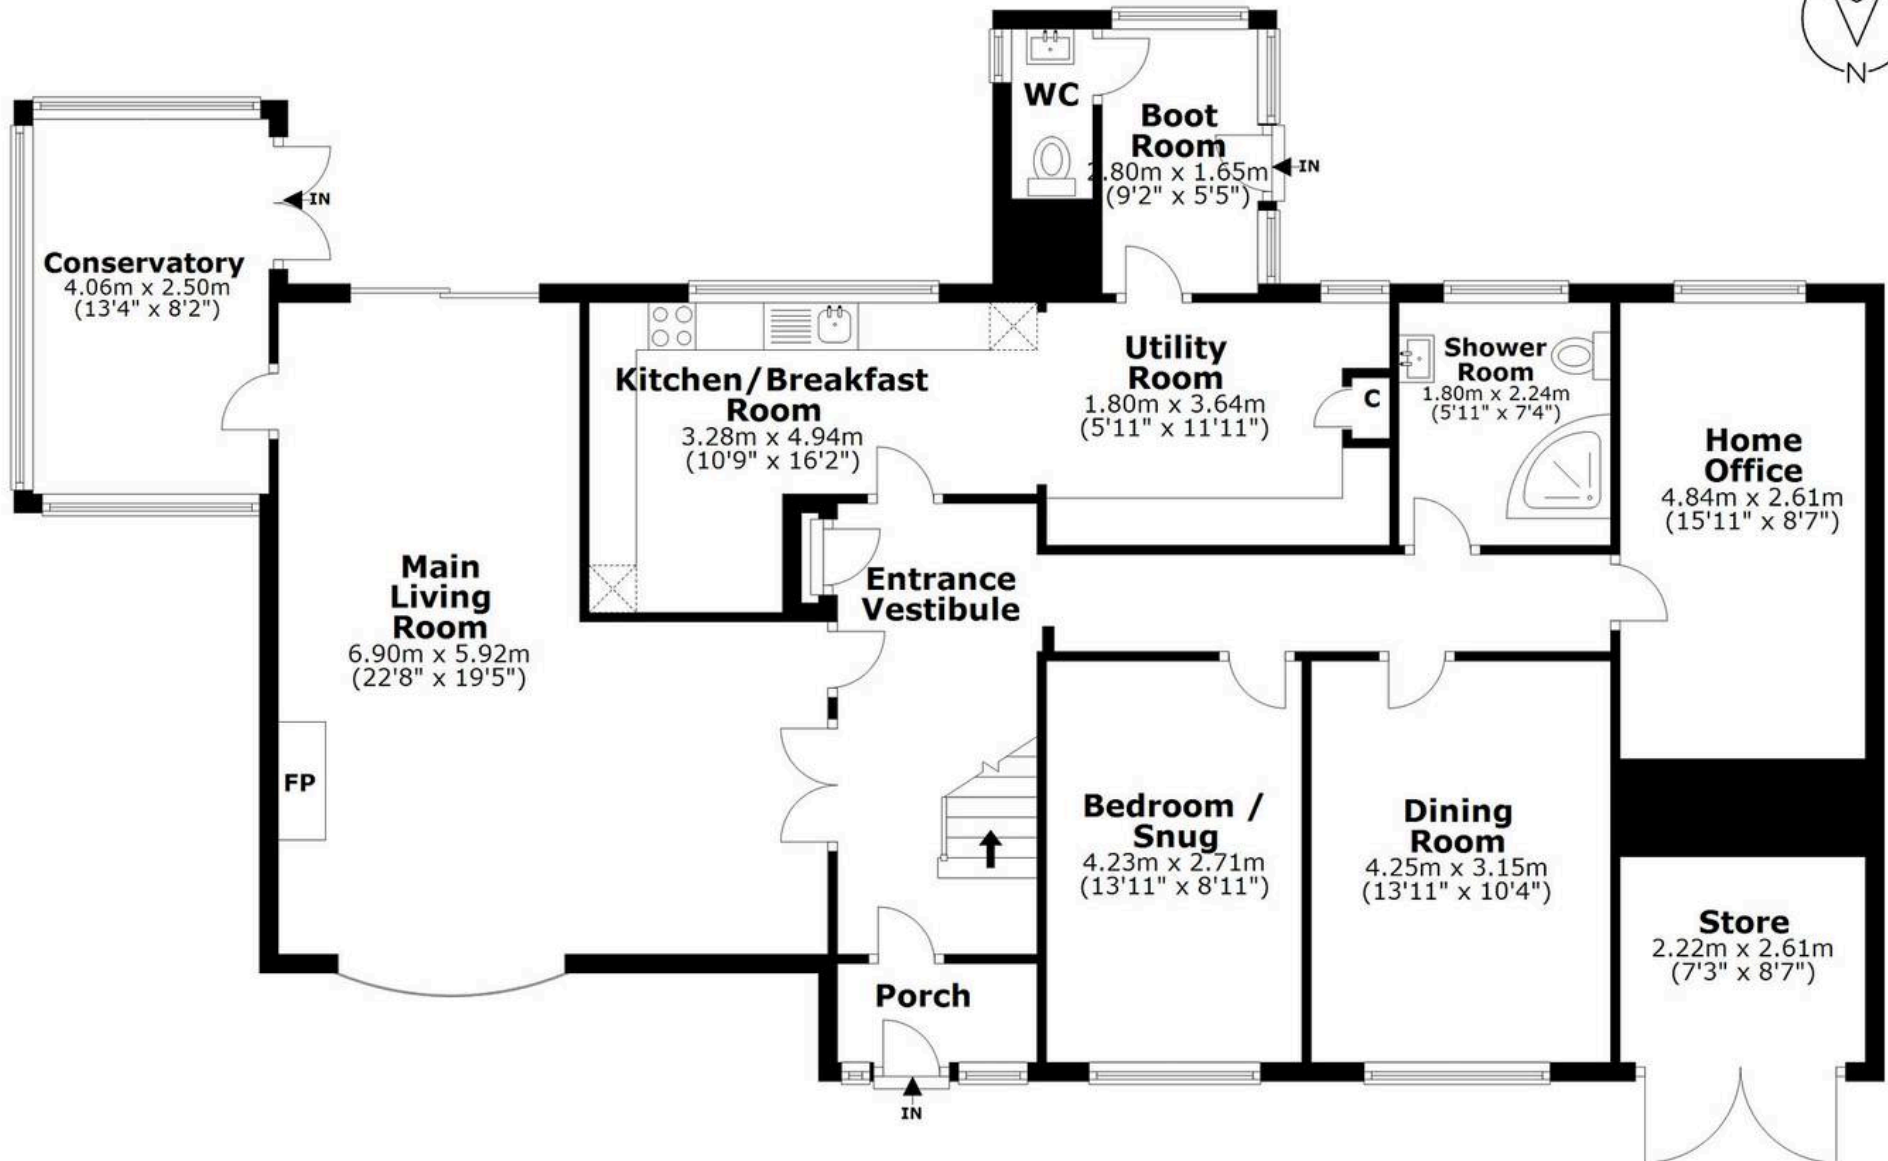 N
WC
Boot
Room
2.80m x 1.65m
(9'2" x 5'5")
IN
IN
Conservatory
4.06m x 2.50m
(13'4" x 8'2")
Kitchen/Breakfast
Room
3.28m x 4.94m
(10'9" x 16'2")
Utility
Room
1.80m x 3.64m
(5'11" x 11'11")
C
Shower
Room
1.80m x 2.24m
(5'11" x 7'4")
Home
Office
4.84m x 2.61m
(15'11" x 8'7")
Main
Living
Room
6.90m x 5.92m
(22'8" x 19'5")
Entrance
Vestibule
FP
Bedroom /
Snug
4.23m x 2.71m
(13'11" x 8'11")
Dining
Room
4.25m x 3.15m
(13'11" x 10'4")
Store
2.22m x 2.61m
(7'3" x 8'7")
Porch
IN